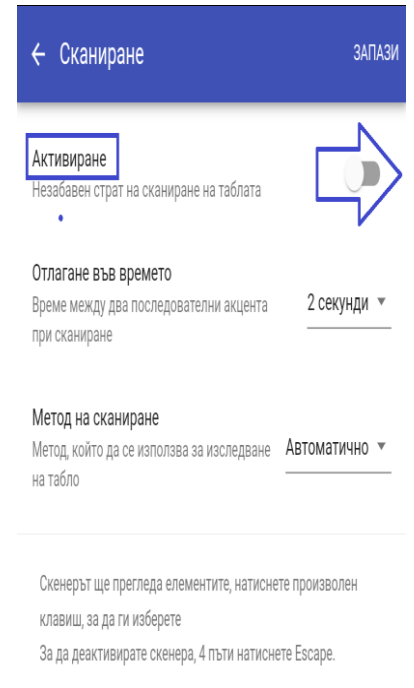 Сканиране ЗАПАЗИ
Активиране
Незабавен страт на сканиране на таблата
Отлагане във времето
Време между два последователни акцента
при сканиране
2 секунди
Метод на сканиране
Метод, който да се използва за изследване
на табло
Автоматично
Скенерът ще прегледа елементите, натиснете произволен
клавиш, за да ги изберете
За да деактивирате скенера, 4 пъти натиснете Escape.